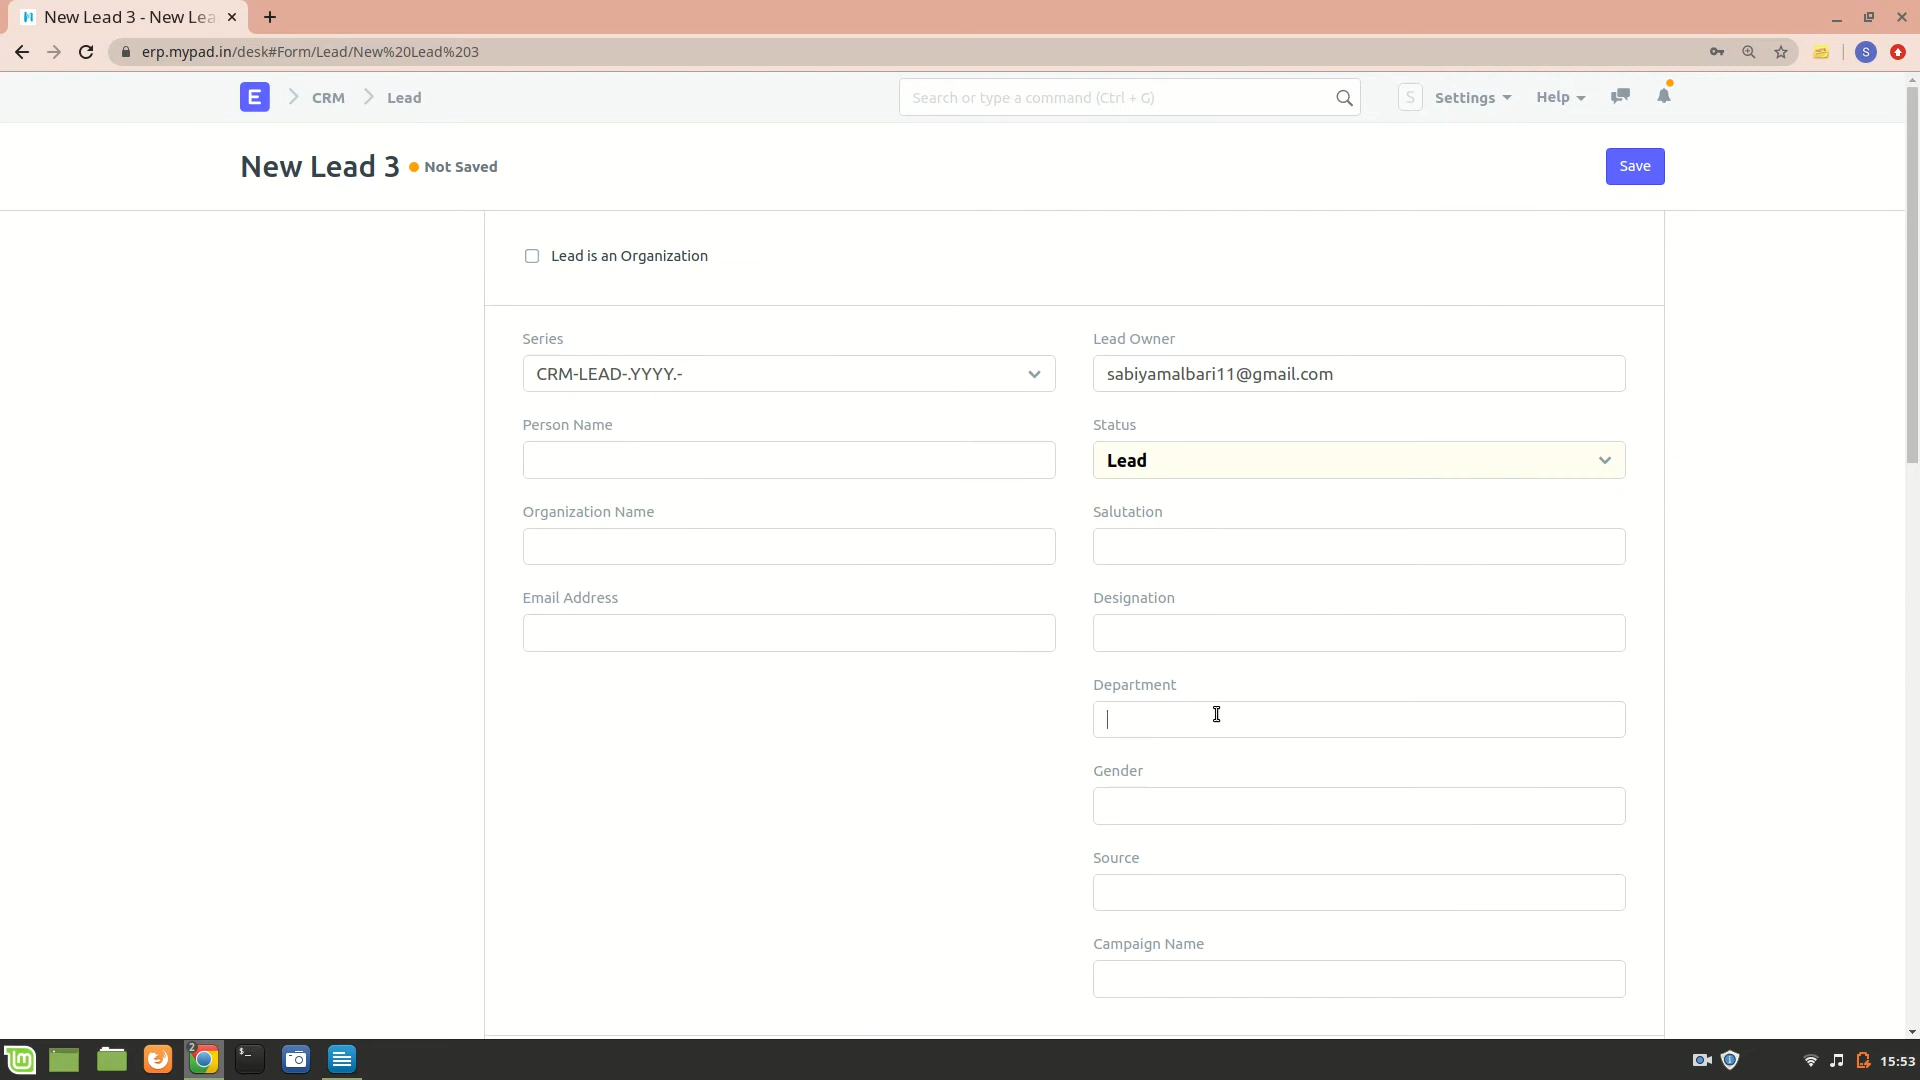 New Lead 3 - New Lea
erp.mypad.in/desk#Form/Lead/New%20Lead%203
S
E
CRM
Lead
Search or type a command (Ctrl + G)
S
Settings
Help
New Lead 3
Not Saved
Save
Lead is an Organization
Series
CRM-LEAD-.YYYY.-
Lead Owner
sabiyamalbari11@gmail.com
Person Name
Status
Lead
Organization Name
Salutation
Email Address
Designation
Department
Gender
Source
Campaign Name
2
15:53